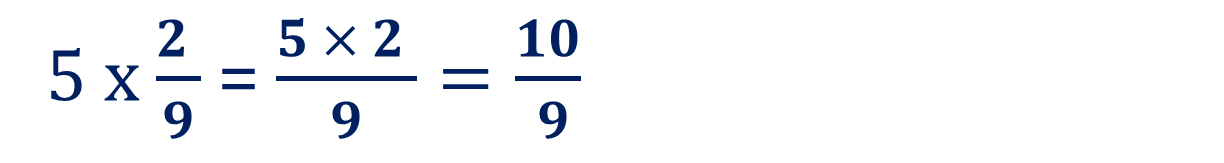 5 x 2/9 = 5 × 2/9 = 10/9